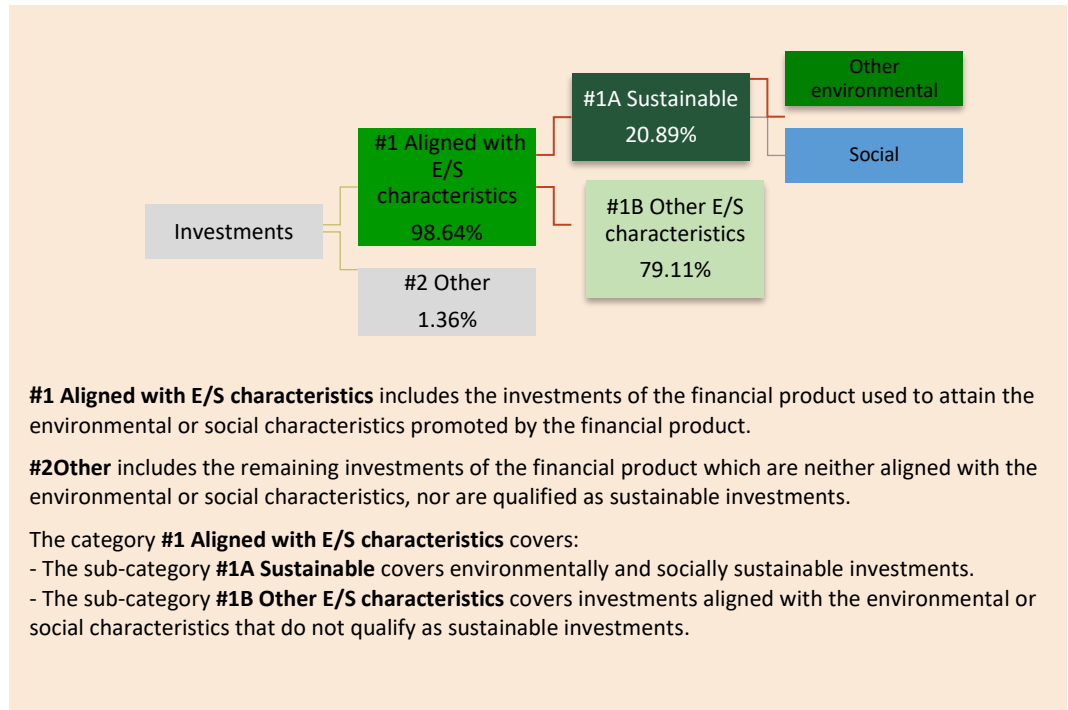 Other
environmental
#1A Sustainable
20.89%
Social
#1 Aligned with
E/S
characteristics
98.64%
#1B Other E/S
characteristics
79.11%
Investments
#2 Other
1.36%
#1 Aligned with E/S characteristics includes the investments of the financial product used to attain the
environmental or social characteristics promoted by the financial product.
#2Other includes the remaining investments of the financial product which are neither aligned with the
environmental or social characteristics, nor are qualified as sustainable investments.
The category #1 Aligned with E/S characteristics covers:
- The sub-category #1A Sustainable covers environmentally and socially sustainable investments.
- The sub-category #1B Other E/S characteristics covers investments aligned with the environmental or
social characteristics that do not qualify as sustainable investments.